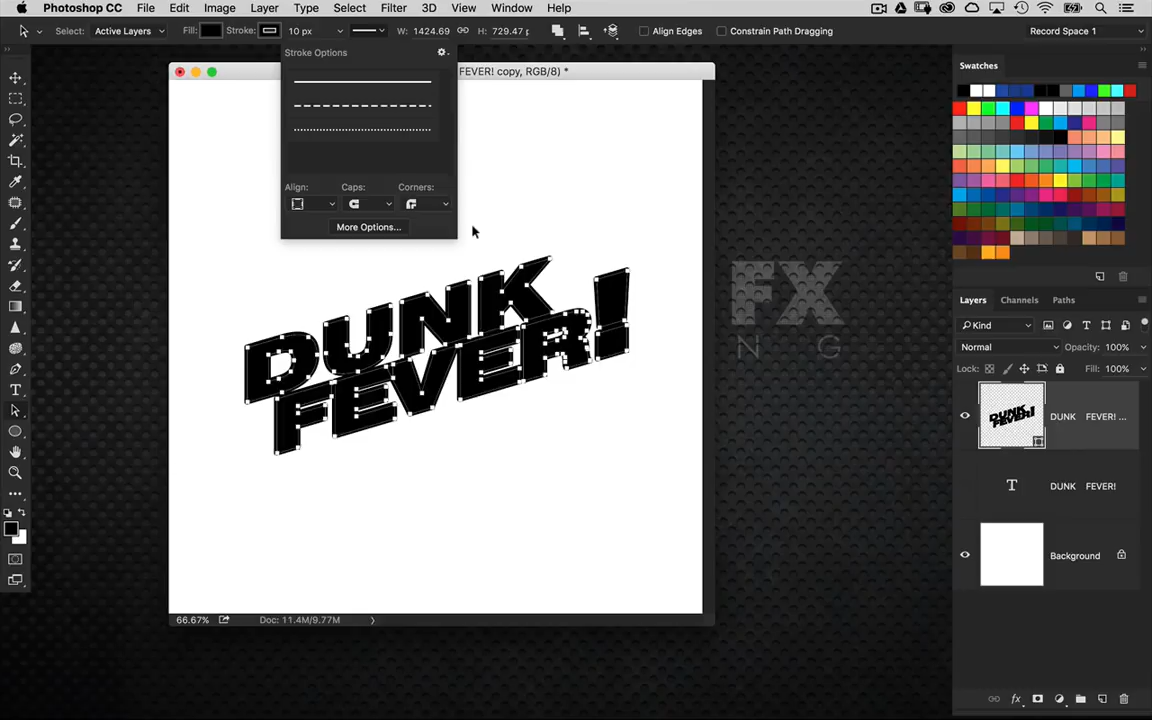 Photoshop CC File Edit Image Layer Type Select Filter 3D View Window Help
Select: Active Layers Fill: Stroke: 10 px W: 1424.69 H: 729.47 p Align Edges Constrain Path Dragging Record Space 1
Stroke Options
FEVER! copy, RGB/8) *
Align: Caps: Corners:
More Options...
DUNK
FEVER!
FX
66.67% Doc: 11.4M/9.77M
Swatches
Layers Channels Paths
Kind
Normal Opacity: 100%
Lock: Fill: 100%
DUNK FEVER!
DUNK FEVER! ...
T DUNK FEVER!
Background
fx